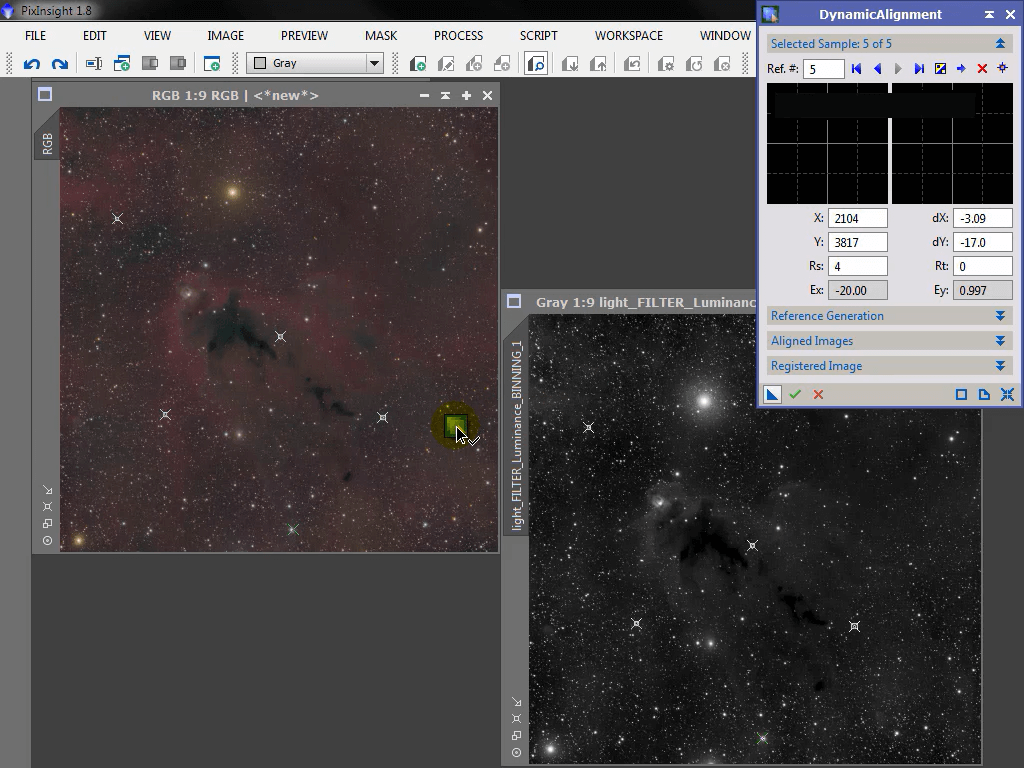 PixInsight 1.8
FILE EDIT VIEW IMAGE PREVIEW MASK PROCESS SCRIPT WORKSPACE WINDOW
Gray
RGB 1:9 RGB | <*new*>
RGB
Gray 1:9 light_FILTER_Luminanc
light_FILTER_Luminance_BINNING_1
DynamicAlignment
Selected Sample: 5 of 5
Ref. #: 5
X: 2104 dX: -3.09
Y: 3817 dY: -17.0
Rs: 4 Rt: 0
Ex: -20.00 Ey: 0.997
Reference Generation
Aligned Images
Registered Image